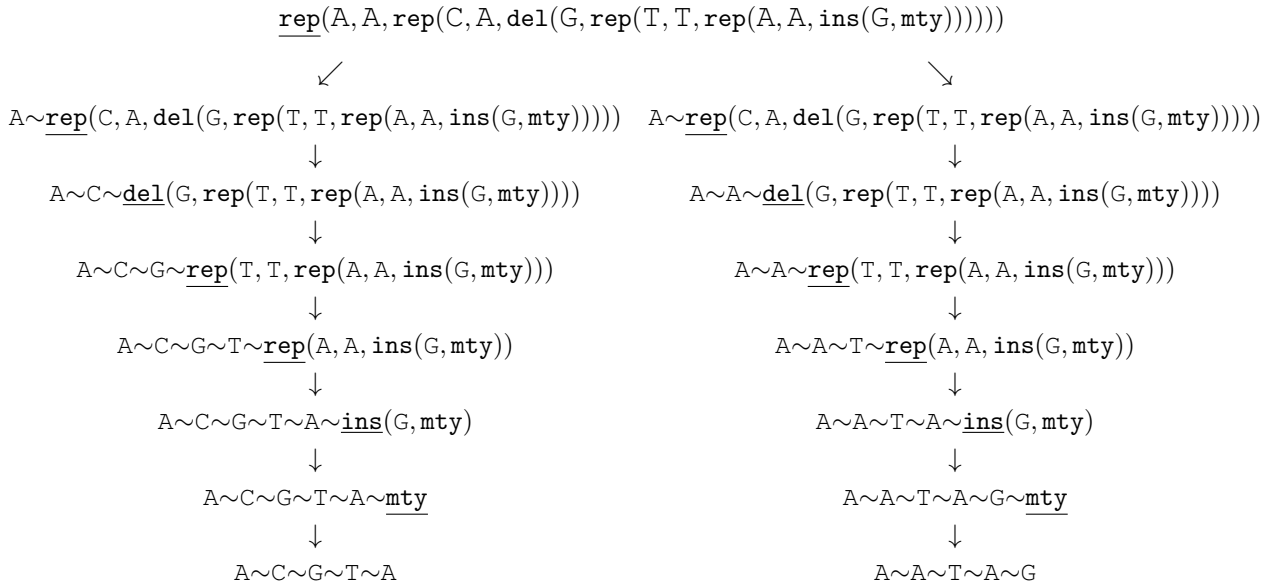 rep(A, A, rep(C, A, del(G, rep(T, T, rep(A, A, ins(G, mty))))))
↙ ↘
A∼rep(C, A, del(G, rep(T, T, rep(A, A, ins(G, mty))))) A∼rep(C, A, del(G, rep(T, T, rep(A, A, ins(G, mty)))))
↓ ↓
A∼C∼del(G, rep(T, T, rep(A, A, ins(G, mty)))) A∼A∼del(G, rep(T, T, rep(A, A, ins(G, mty))))
↓ ↓
A∼C∼G∼rep(T, T, rep(A, A, ins(G, mty))) A∼A∼rep(T, T, rep(A, A, ins(G, mty)))
↓ ↓
A∼C∼G∼T∼rep(A, A, ins(G, mty)) A∼A∼T∼rep(A, A, ins(G, mty))
↓ ↓
A∼C∼G∼T∼A∼ins(G, mty) A∼A∼T∼A∼ins(G, mty)
↓ ↓
A∼C∼G∼T∼A∼mty A∼A∼T∼A∼G∼mty
↓ ↓
A∼C∼G∼T∼A A∼A∼T∼A∼G